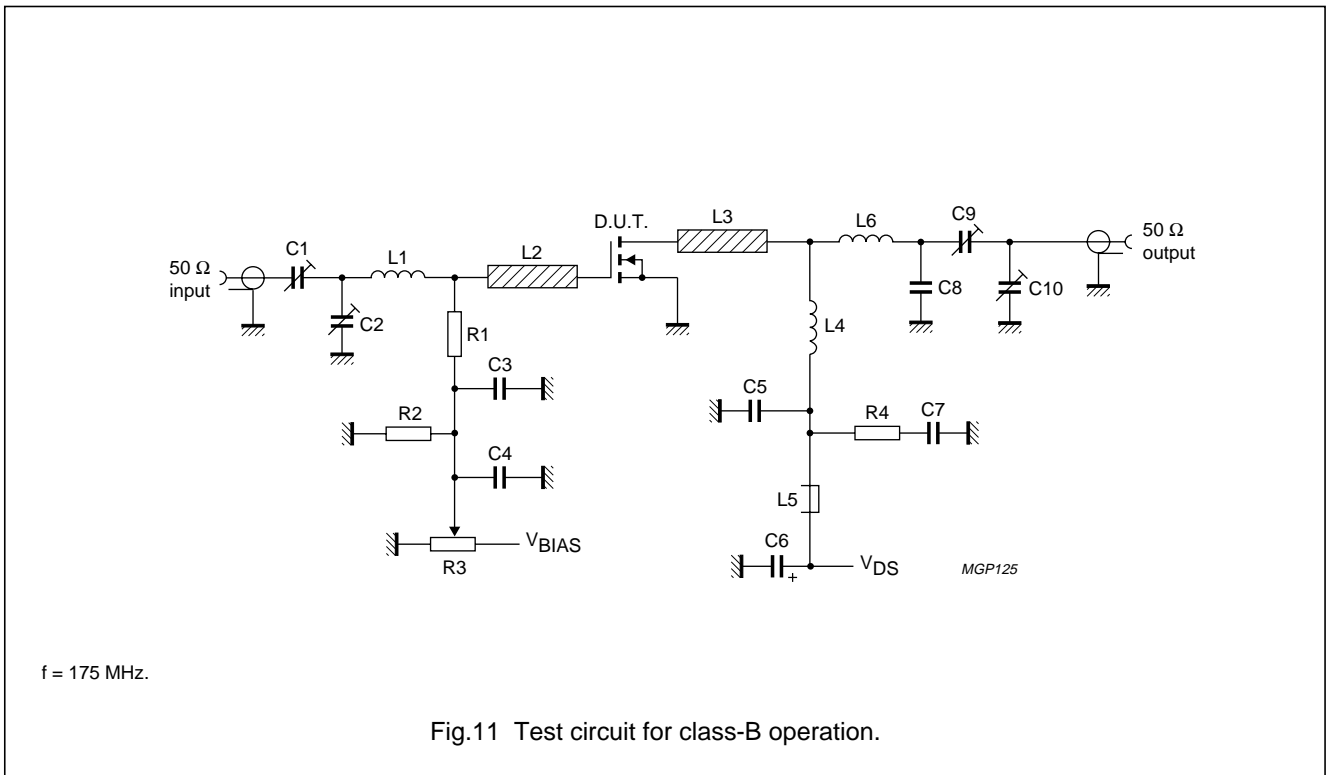 D.U.T.
L3
L6
C9
50 Ω
output
C1
L1
L2
50 Ω
input
C8
C10
C2
L4
R1
C3
C5
R4
C7
R2
C4
L5
VBIAS
C6
R3
VDS
+
MGP125
f = 175 MHz.
Fig.11 Test circuit for class-B operation.